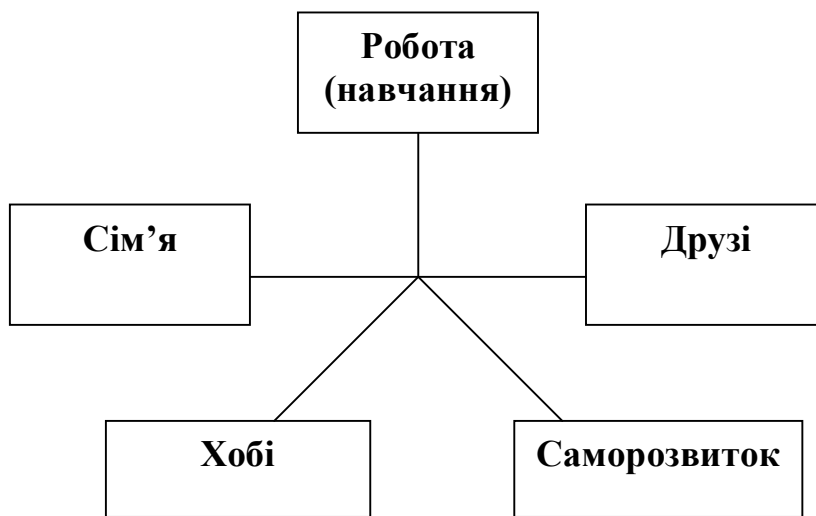 Робота
(навчання)
Сім’я
Друзі
Хобі
Саморозвиток